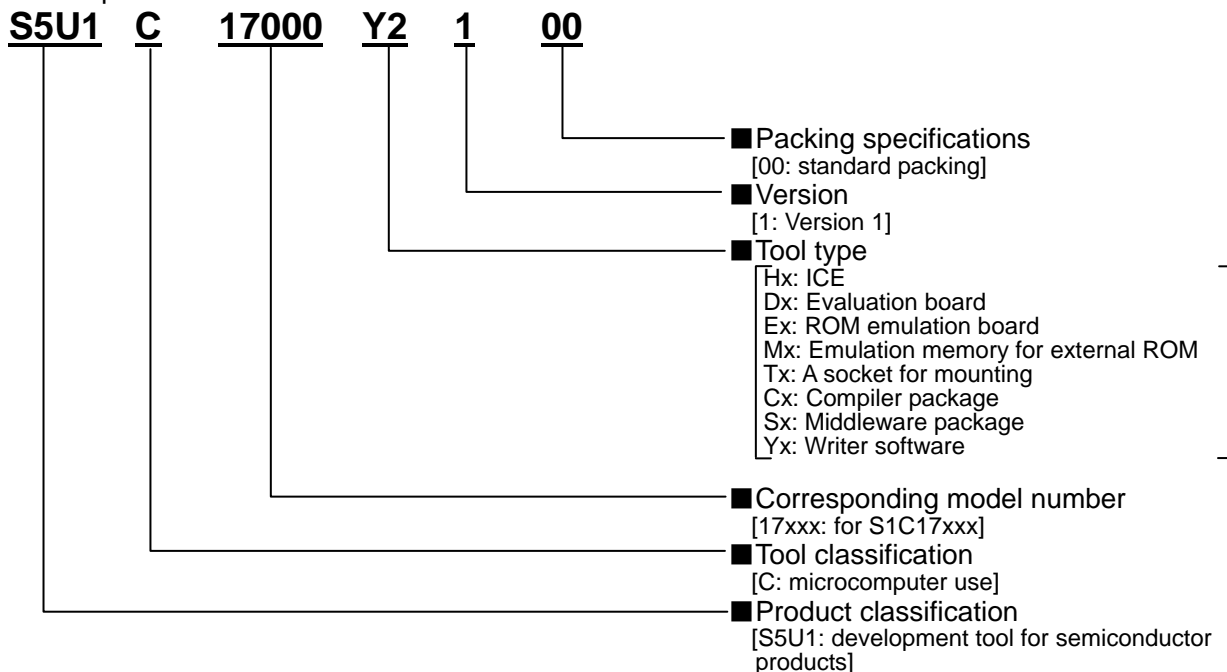 S5U1 C 17000 Y2 1 00
■Packing specifications
[00: standard packing]
■Version
[1: Version 1]
■Tool type
Hx: ICE
Dx: Evaluation board
Ex: ROM emulation board
Mx: Emulation memory for external ROM
Tx: A socket for mounting
Cx: Compiler package
Sx: Middleware package
Yx: Writer software
■Corresponding model number
[17xxx: for S1C17xxx]
■Tool classification
[C: microcomputer use]
■Product classification
[S5U1: development tool for semiconductor
products]